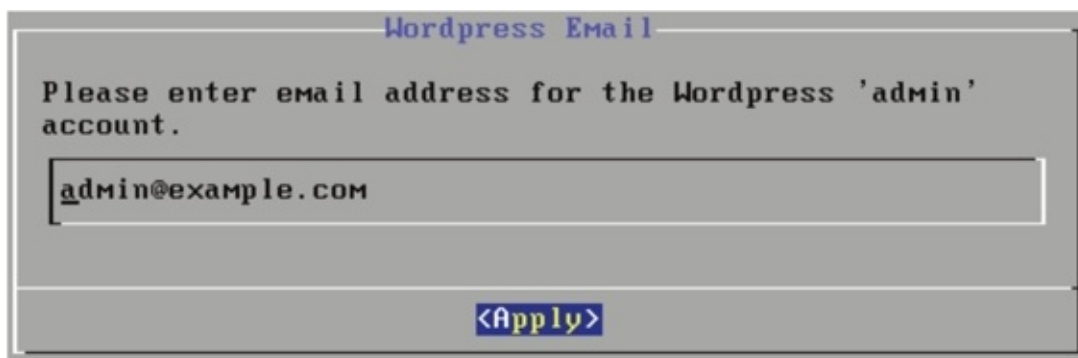 Wordpress Email
Please enter email address for the Wordpress 'admin'
account.
admin@example.com
<Apply>